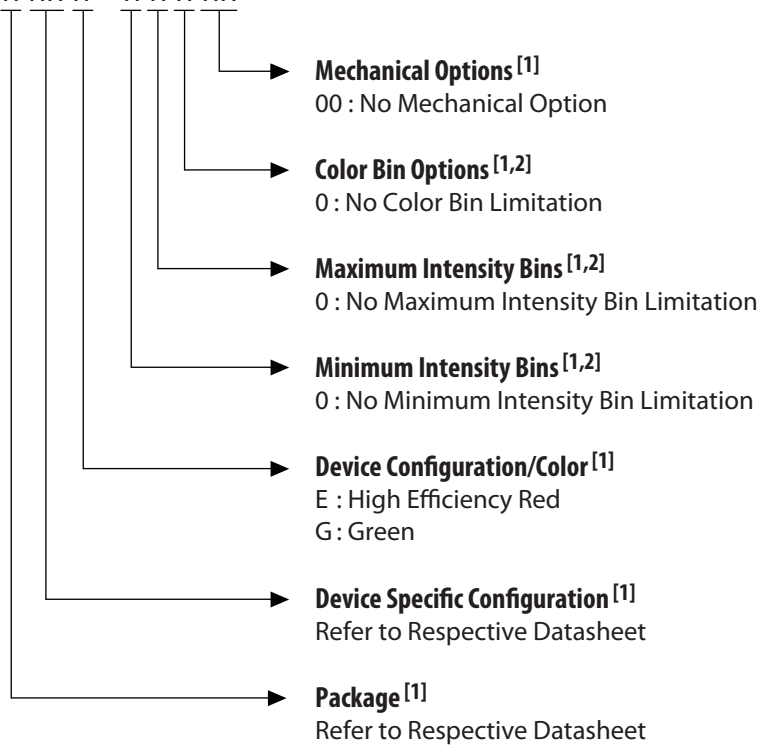 Mechanical Options [1]
00 : No Mechanical Option
Color Bin Options [1,2]
0 : No Color Bin Limitation
Maximum Intensity Bins [1,2]
0 : No Maximum Intensity Bin Limitation
Minimum Intensity Bins [1,2]
0 : No Minimum Intensity Bin Limitation
Device Configuration/Color [1]
E : High Efficiency Red
G : Green
Device Specific Configuration [1]
Refer to Respective Datasheet
Package [1]
Refer to Respective Datasheet